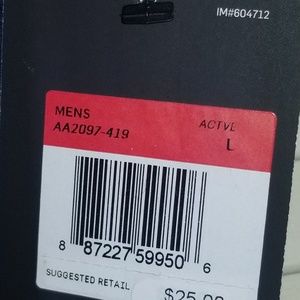 IM#604712
MENS ACTVE
AA2097-419 L
8 87227 59950 6
SUGGESTED RETAIL